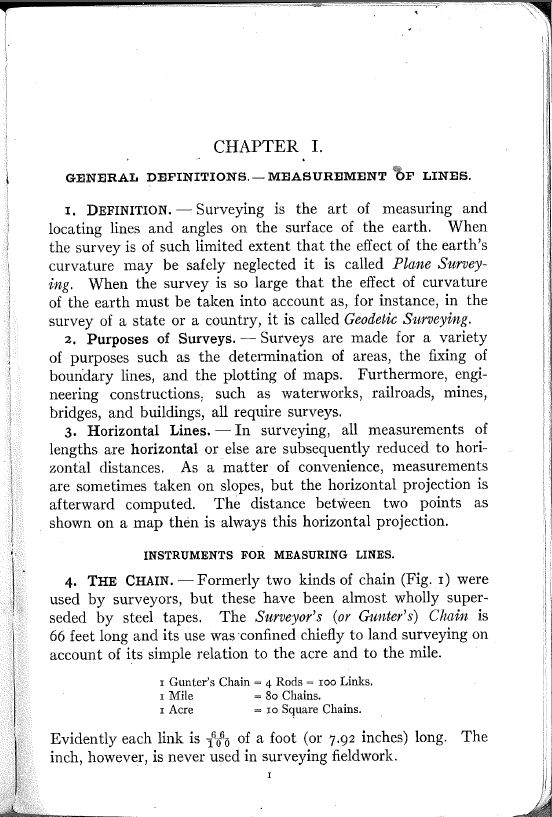 CHAPTER I.
GENERAL DEFINITIONS. — MEASUREMENT OF LINES.
1. DEFINITION. — Surveying is the art of measuring and
locating lines and angles on the surface of the earth. When
the survey is of such limited extent that the effect of the earth's
curvature may be safely neglected it is called Plane Survey-
ing. When the survey is so large that the effect of curvature
of the earth must be taken into account as, for instance, in the
survey of a state or a country, it is called Geodetic Surveying.
2. Purposes of Surveys. — Surveys are made for a variety
of purposes such as the determination of areas, the fixing of
boundary lines, and the plotting of maps. Furthermore, engi-
neering constructions, such as waterworks, railroads, mines,
bridges, and buildings, all require surveys.
3. Horizontal Lines. — In surveying, all measurements of
lengths are horizontal or else are subsequently reduced to hori-
zontal distances. As a matter of convenience, measurements
are sometimes taken on slopes, but the horizontal projection is
afterward computed. The distance between two points as
shown on a map then is always this horizontal projection.
INSTRUMENTS FOR MEASURING LINES.
4. THE CHAIN. — Formerly two kinds of chain (Fig. 1) were
used by surveyors, but these have been almost wholly super-
seded by steel tapes. The Surveyor's (or Gunter's) Chain is
66 feet long and its use was confined chiefly to land surveying on
account of its simple relation to the acre and to the mile.
1 Gunter's Chain = 4 Rods = 100 Links.
1 Mile = 80 Chains.
1 Acre = 10 Square Chains.
Evidently each link is 66/100 of a foot (or 7.92 inches) long. The
inch, however, is never used in surveying fieldwork.
1